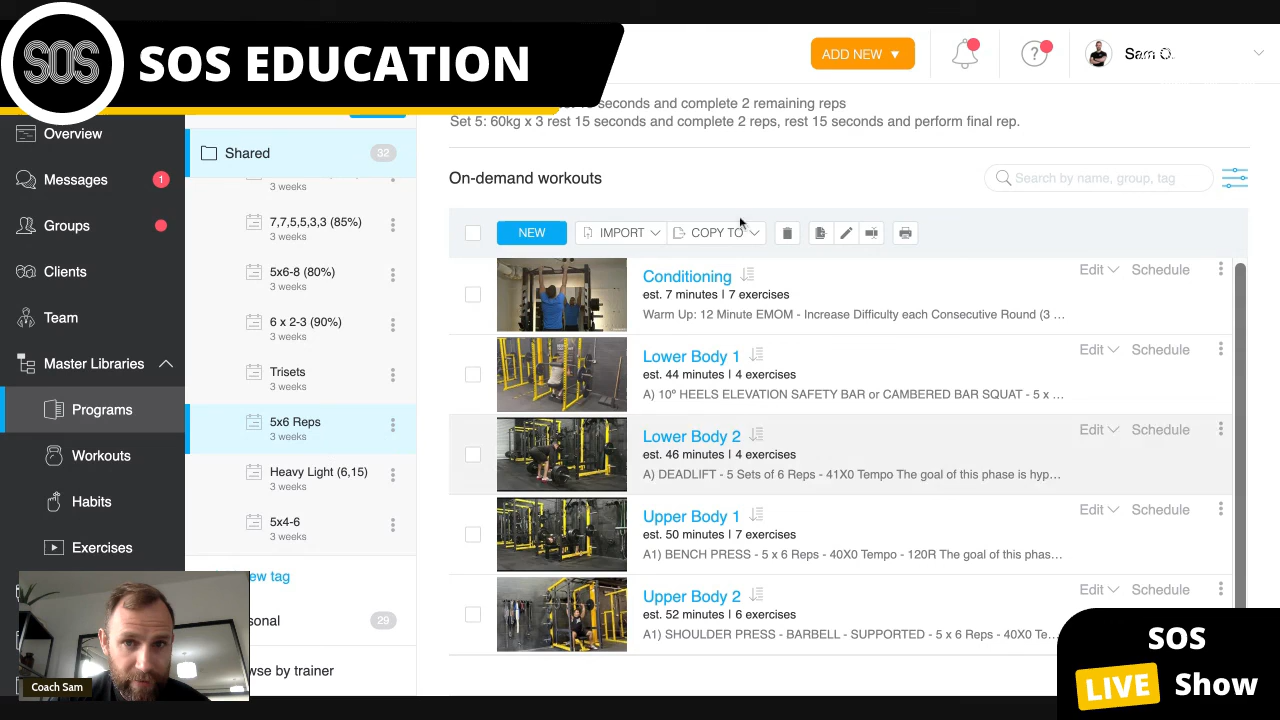 SOS
SOS EDUCATION
ADD NEW
Overview
Messages
1
Groups
Clients
Team
Master Libraries
Programs
Workouts
Habits
Exercises
Shared
32
3 weeks
7,7,5,5,3,3 (85%)
3 weeks
5x6-8 (80%)
3 weeks
6 x 2-3 (90%)
3 weeks
Trisets
3 weeks
5x6 Reps
3 weeks
Heavy Light (6,15)
3 weeks
5x4-6
3 weeks
ew tag
sonal
29
wse by trainer
seconds and complete 2 remaining reps
Set 5: 60kg x 3 rest 15 seconds and complete 2 reps, rest 15 seconds and perform final rep.
On-demand workouts
Search by name, group, tag
NEW
IMPORT
COPY TO
Conditioning
est. 7 minutes | 7 exercises
Warm Up: 12 Minute EMOM - Increase Difficulty each Consecutive Round (3 ...
Edit
Schedule
Lower Body 1
est. 44 minutes | 4 exercises
A) 10º HEELS ELEVATION SAFETY BAR or CAMBERED BAR SQUAT - 5 x ...
Edit
Schedule
Lower Body 2
est. 46 minutes | 4 exercises
A) DEADLIFT - 5 Sets of 6 Reps - 41X0 Tempo The goal of this phase is hyp...
Edit
Schedule
Upper Body 1
est. 50 minutes | 7 exercises
A1) BENCH PRESS - 5 x 6 Reps - 40X0 Tempo - 120R The goal of this phas...
Edit
Schedule
Upper Body 2
est. 52 minutes | 6 exercises
A1) SHOULDER PRESS - BARBELL - SUPPORTED - 5 x 6 Reps - 40X0 Te...
Edit
Schedule
Coach Sam
SOS
LIVE Show